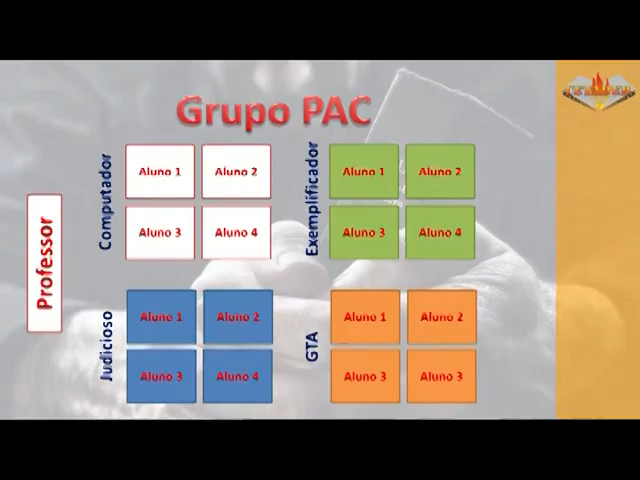 Grupo PAC
Professor
Computador
Aluno 1
Aluno 2
Aluno 3
Aluno 4
Exemplificador
Aluno 1
Aluno 2
Aluno 3
Aluno 4
Judicioso
Aluno 1
Aluno 2
Aluno 3
Aluno 4
GTA
Aluno 1
Aluno 2
Aluno 3
Aluno 3